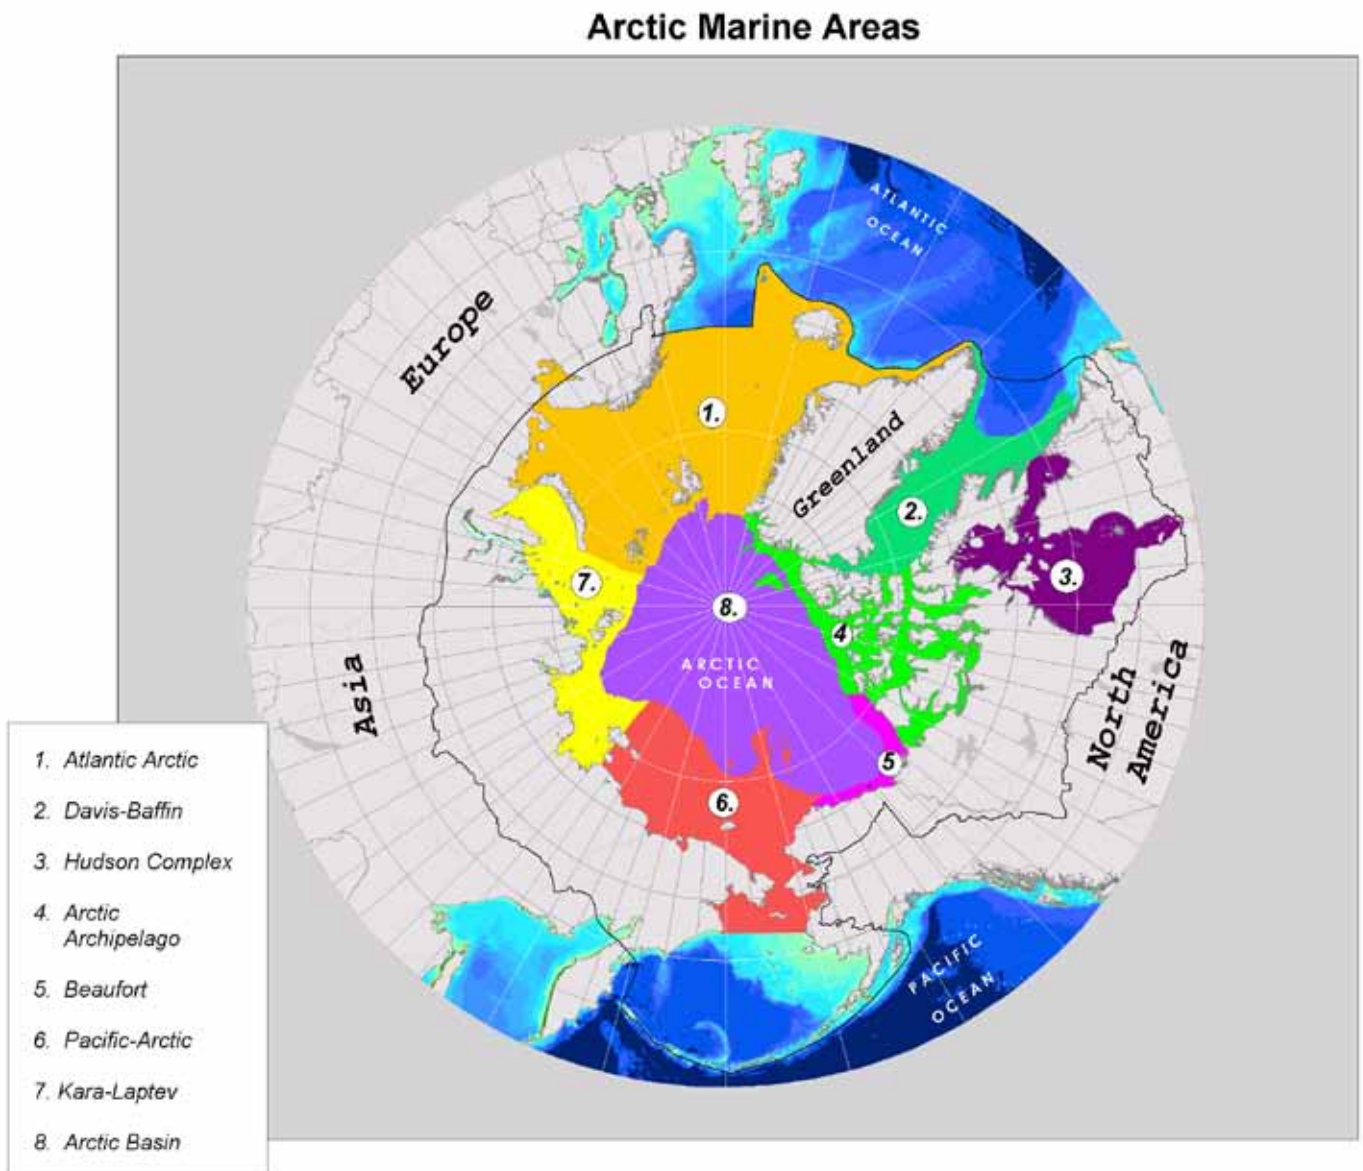 Arctic Marine Areas
ATLANTIC
OCEAN
Europe
1.
Greenland
2.
7.
3.
8.
4
ARCTIC
OCEAN
Asia
North
America
5
6.
PACIFIC
OCEAN
1. Atlantic Arctic
2. Davis-Baffin
3. Hudson Complex
4. Arctic
Archipelago
5. Beaufort
6. Pacific-Arctic
7. Kara-Laptev
8. Arctic Basin